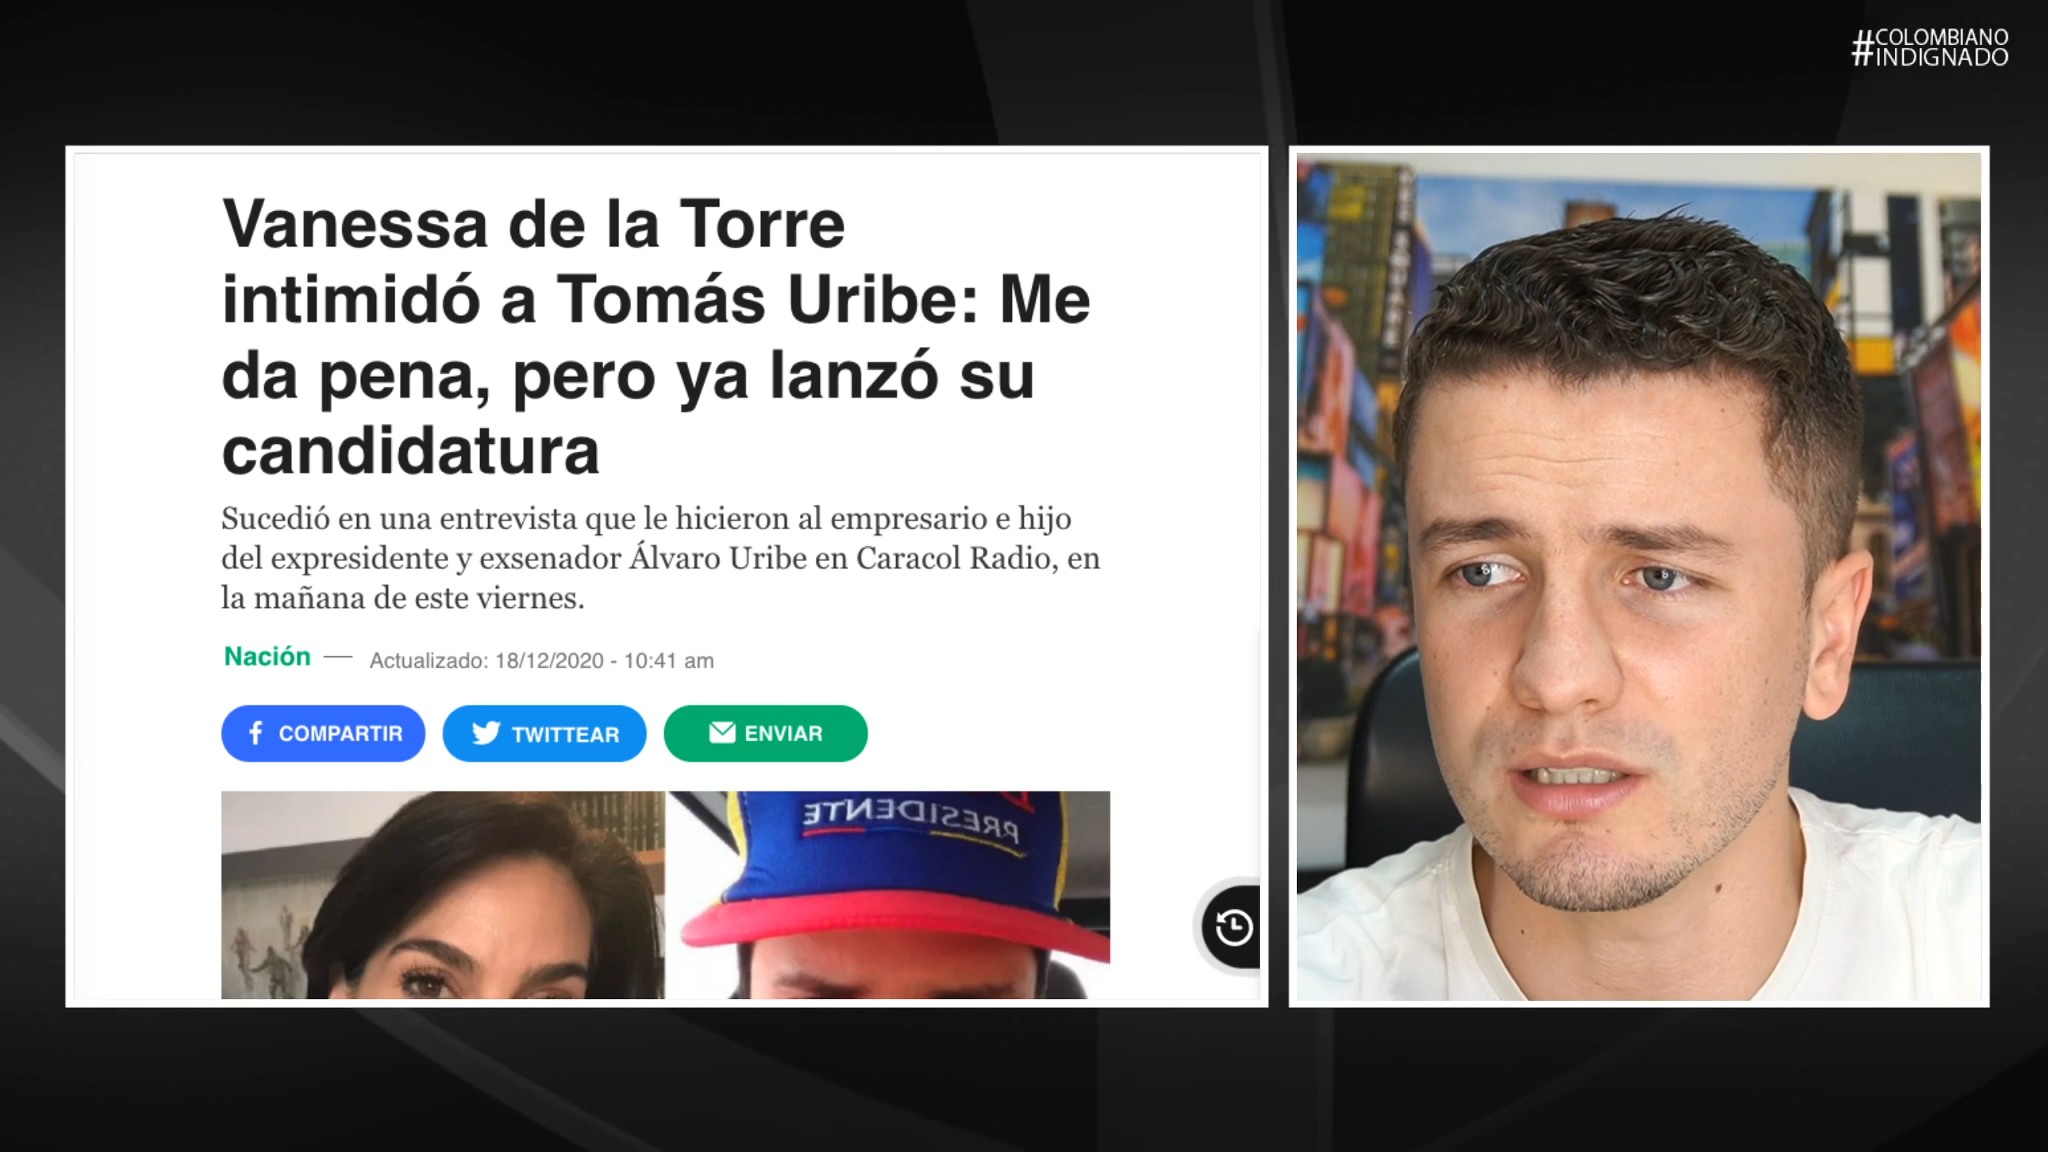 #COLOMBIANO
INDIGNADO
Vanessa de la Torre
intimidó a Tomás Uribe: Me
da pena, pero ya lanzó su
candidatura
Sucedió en una entrevista que le hicieron al empresario e hijo
del expresidente y exsenador Álvaro Uribe en Caracol Radio, en
la mañana de este viernes.
Nación — Actualizado: 18/12/2020 - 10:41 am
COMPARTIR TWITTEAR ENVIAR
PRESIDENTE